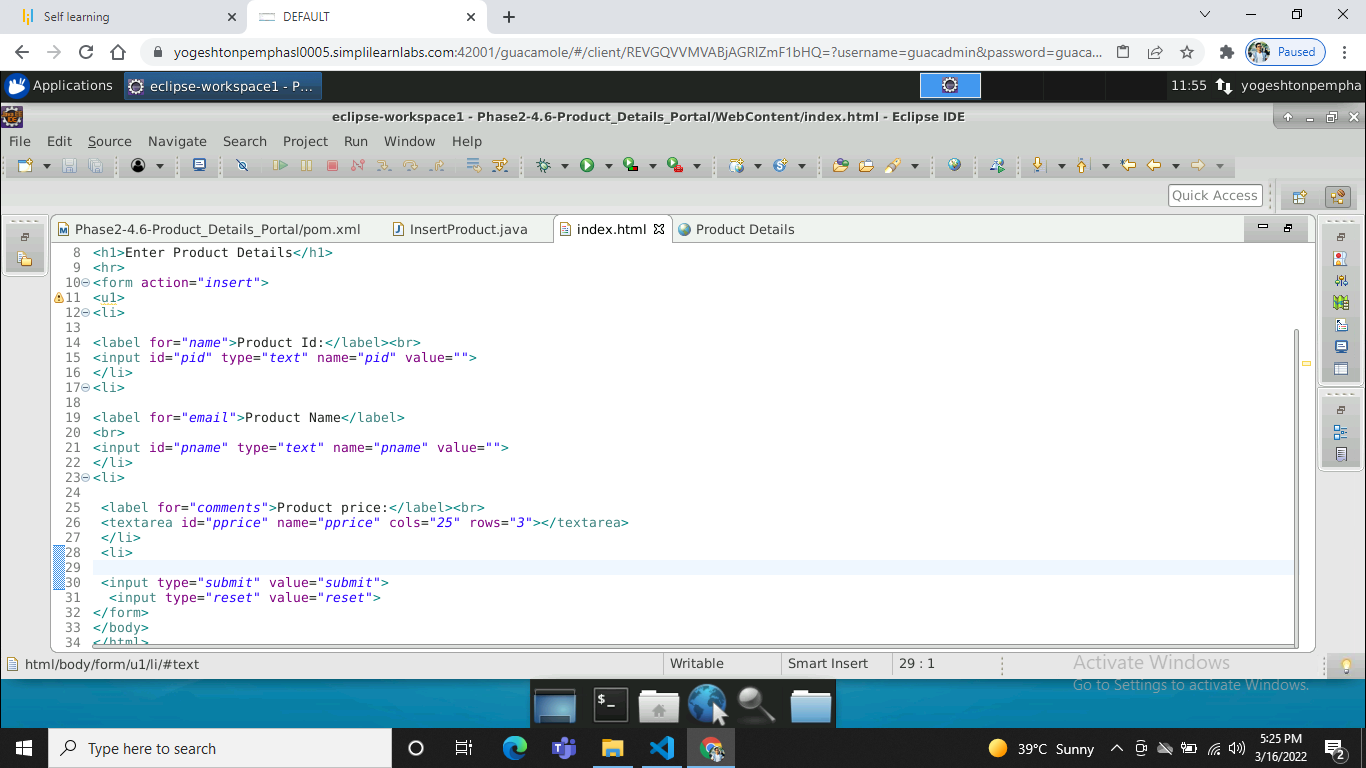 Self learning
DEFAULT
yogeshtonpemphasl0005.simplilearnlabs.com:42001/guacamole/#/client/REVGQVVMVABjAGRlZmF1bHQ=?username=guacadmin&password=guaca...
Paused
Applications
eclipse-workspace1 - P...
11:55
yogeshtonpempha
eclipse-workspace1 - Phase2-4.6-Product_Details_Portal/WebContent/index.html - Eclipse IDE
File Edit Source Navigate Search Project Run Window Help
Quick Access
Phase2-4.6-Product_Details_Portal/pom.xml
InsertProduct.java
index.html
Product Details
8 <h1>Enter Product Details</h1>
9 <hr>
10 <form action="insert">
11 <u1>
12 <li>
13
14 <label for="name">Product Id:</label><br>
15 <input id="pid" type="text" name="pid" value="">
16 </li>
17 <li>
18
19 <label for="email">Product Name</label>
20 <br>
21 <input id="pname" type="text" name="pname" value="">
22 </li>
23 <li>
24
25 <label for="comments">Product price:</label><br>
26 <textarea id="pprice" name="pprice" cols="25" rows="3"></textarea>
27 </li>
28 <li>
29
30 <input type="submit" value="submit">
31 <input type="reset" value="reset">
32 </form>
33 </body>
34 </html>
html/body/form/u1/li/#text
Writable
Smart Insert
29 : 1
Activate Windows
Go to Settings to activate Windows.
$_
Type here to search
39°C Sunny
5:25 PM
3/16/2022
2